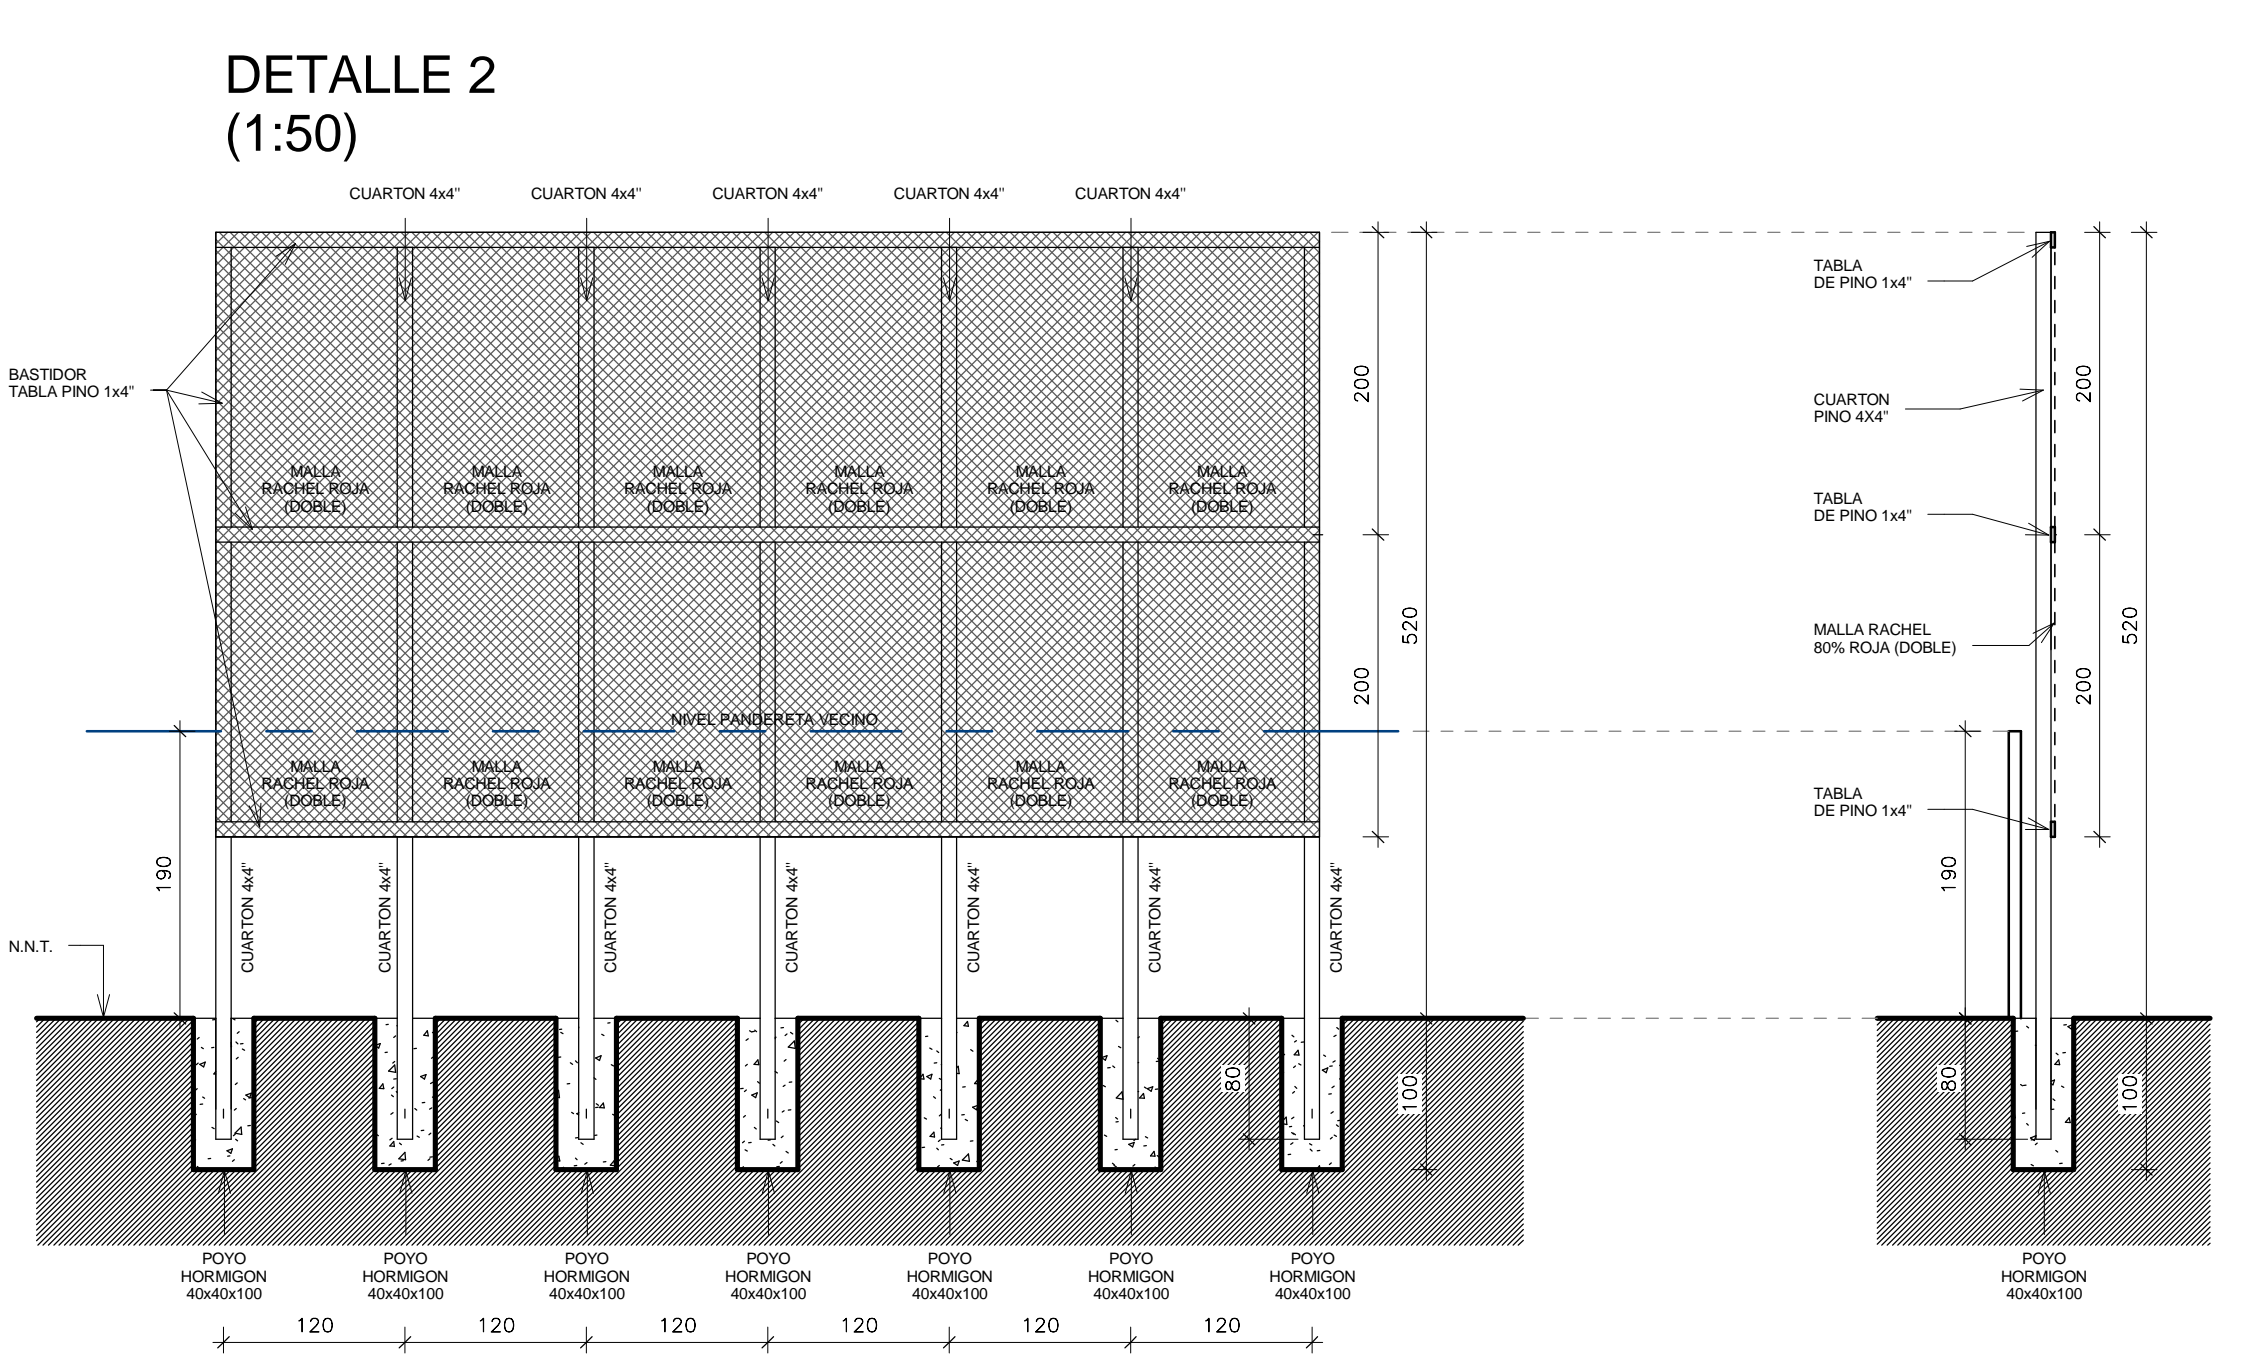 DETALLE 2
(1:50)
CUARTON 4x4"
CUARTON 4x4"
CUARTON 4x4"
CUARTON 4x4"
CUARTON 4x4"
BASTIDOR
TABLA PINO 1x4"
MALLA
RACHEL ROJA
(DOBLE)
MALLA
RACHEL ROJA
(DOBLE)
MALLA
RACHEL ROJA
(DOBLE)
MALLA
RACHEL ROJA
(DOBLE)
MALLA
RACHEL ROJA
(DOBLE)
MALLA
RACHEL ROJA
(DOBLE)
NIVEL PANDERETA VECINO
MALLA
RACHEL ROJA
(DOBLE)
MALLA
RACHEL ROJA
(DOBLE)
MALLA
RACHEL ROJA
(DOBLE)
MALLA
RACHEL ROJA
(DOBLE)
MALLA
RACHEL ROJA
(DOBLE)
MALLA
RACHEL ROJA
(DOBLE)
200
200
520
190
N.N.T.
CUARTON 4x4"
CUARTON 4x4"
CUARTON 4x4"
CUARTON 4x4"
CUARTON 4x4"
CUARTON 4x4"
CUARTON 4x4"
80
100
POYO
HORMIGON
40x40x100
POYO
HORMIGON
40x40x100
POYO
HORMIGON
40x40x100
POYO
HORMIGON
40x40x100
POYO
HORMIGON
40x40x100
POYO
HORMIGON
40x40x100
POYO
HORMIGON
40x40x100
120
120
120
120
120
120
TABLA
DE PINO 1x4"
CUARTON
PINO 4X4"
TABLA
DE PINO 1x4"
MALLA RACHEL
80% ROJA (DOBLE)
TABLA
DE PINO 1x4"
200
200
520
190
80
100
POYO
HORMIGON
40x40x100